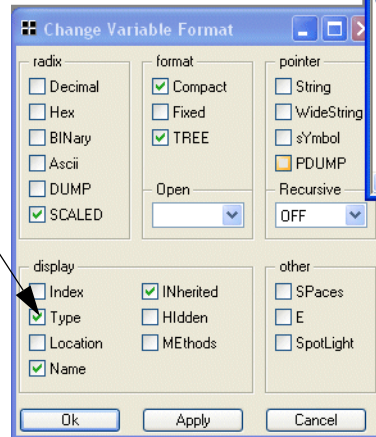 Change Variable Format
radix
Decimal
Hex
BINary
Ascii
DUMP
SCALED
format
Compact
Fixed
TREE
Open
pointer
String
WideString
sYmbol
PDUMP
Recursive
OFF
display
Index
Type
Location
Name
INherited
HIdden
MEthods
other
SPaces
E
SpotLight
Ok
Apply
Cancel